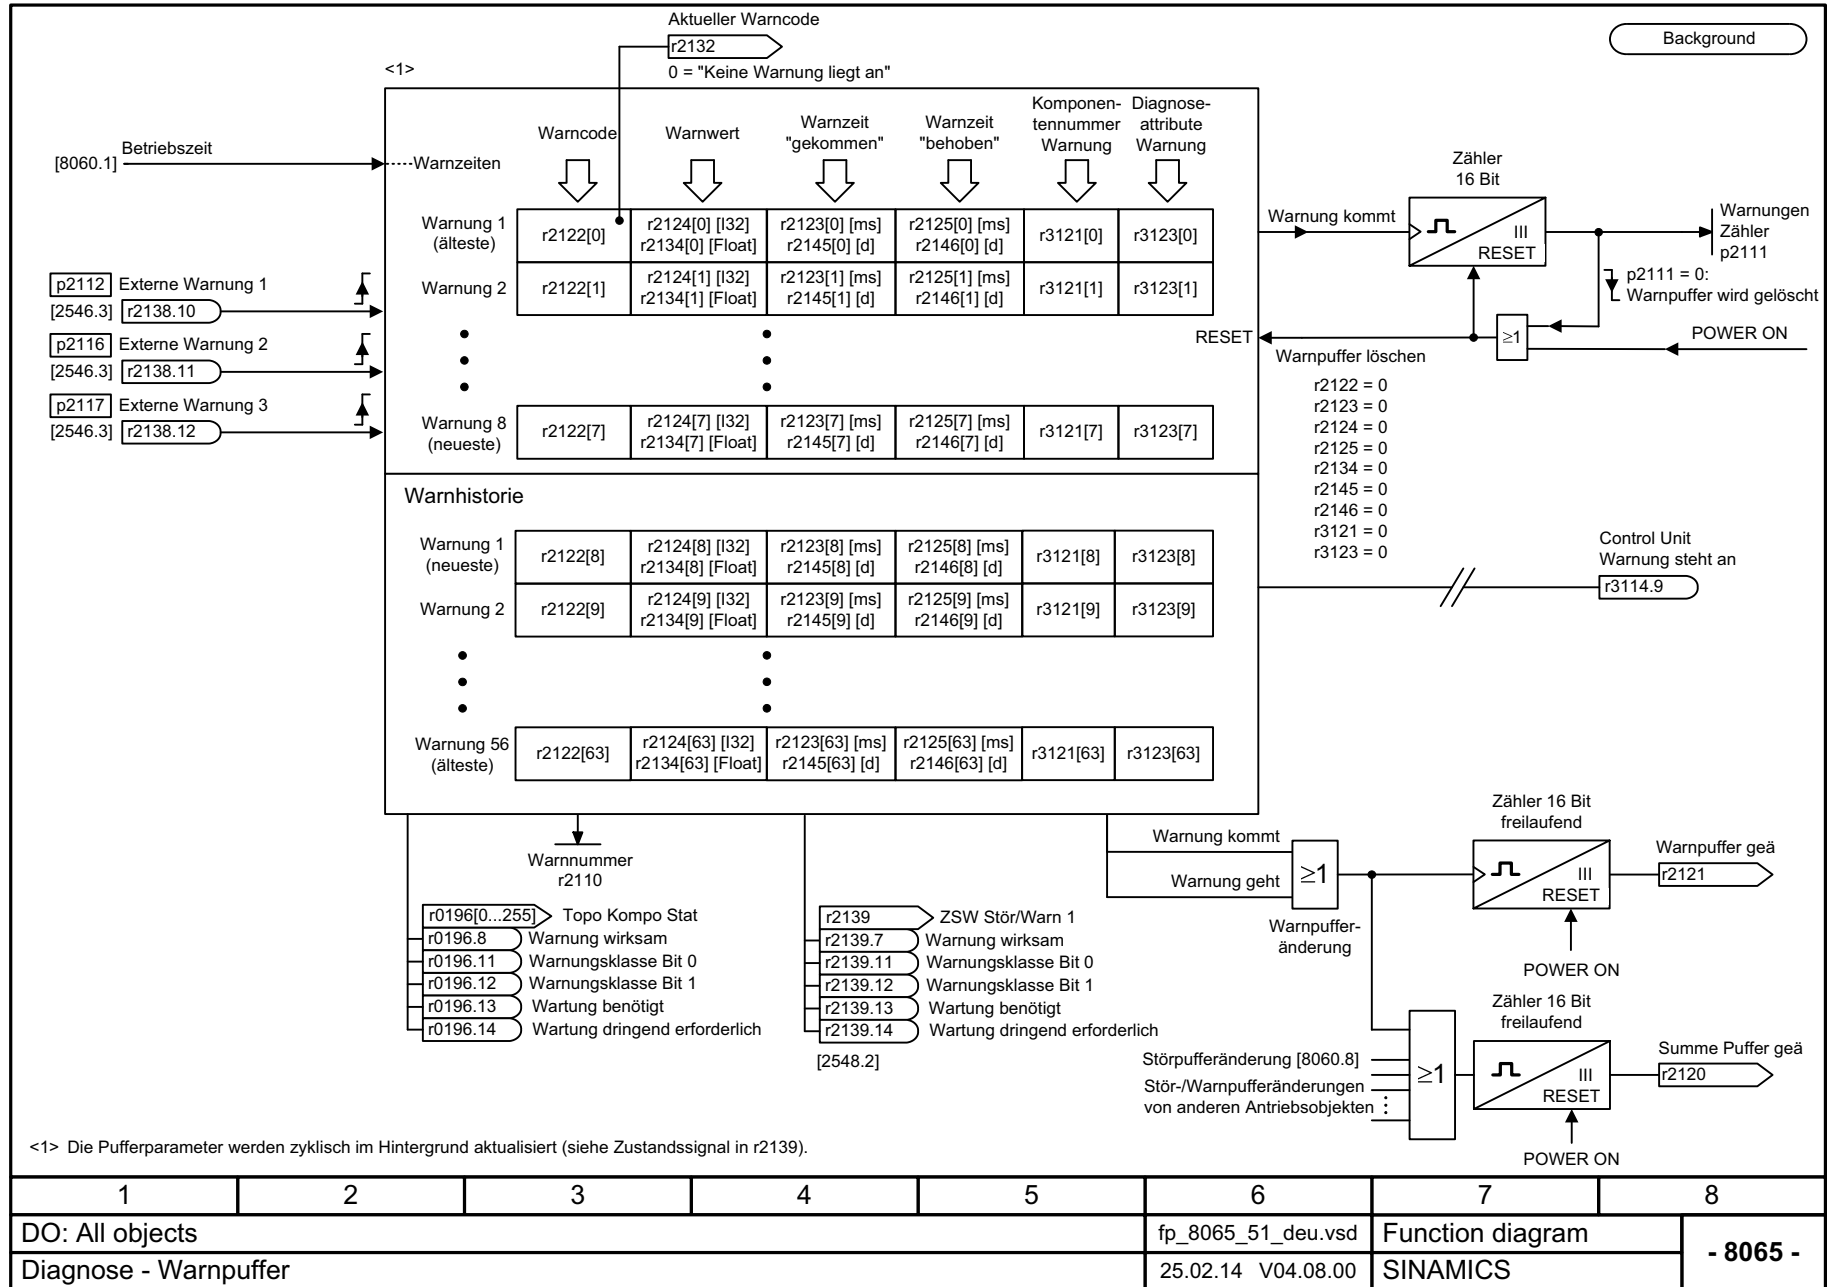 Aktueller Warncode
r2132
0 = "Keine Warnung liegt an"
Background
<1>
[8060.1]
Betriebszeit
Warnzeiten
Warncode
Warnwert
Warnzeit
"gekommen"
Warnzeit
"behoben"
Komponen-
tennummer
Warnung
Diagnose-
attribute
Warnung
Warnung 1
(älteste)
r2122[0]
r2124[0] [I32]
r2134[0] [Float]
r2123[0] [ms]
r2145[0] [d]
r2125[0] [ms]
r2146[0] [d]
r3121[0]
r3123[0]
Warnung 2
r2122[1]
r2124[1] [I32]
r2134[1] [Float]
r2123[1] [ms]
r2145[1] [d]
r2125[1] [ms]
r2146[1] [d]
r3121[1]
r3123[1]
Warnung 8
(neueste)
r2122[7]
r2124[7] [I32]
r2134[7] [Float]
r2123[7] [ms]
r2145[7] [d]
r2125[7] [ms]
r2146[7] [d]
r3121[7]
r3123[7]
p2112 Externe Warnung 1
[2546.3] r2138.10
p2116 Externe Warnung 2
[2546.3] r2138.11
p2117 Externe Warnung 3
[2546.3] r2138.12
Warnung kommt
Zähler
16 Bit
III
RESET
Warnungen
Zähler
p2111
p2111 = 0:
Warnpuffer wird gelöscht
≥1
POWER ON
RESET
Warnpuffer löschen
r2122 = 0
r2123 = 0
r2124 = 0
r2125 = 0
r2134 = 0
r2145 = 0
r2146 = 0
r3121 = 0
r3123 = 0
Control Unit
Warnung steht an
r3114.9
Warnhistorie
Warnung 1
(neueste)
r2122[8]
r2124[8] [I32]
r2134[8] [Float]
r2123[8] [ms]
r2145[8] [d]
r2125[8] [ms]
r2146[8] [d]
r3121[8]
r3123[8]
Warnung 2
r2122[9]
r2124[9] [I32]
r2134[9] [Float]
r2123[9] [ms]
r2145[9] [d]
r2125[9] [ms]
r2146[9] [d]
r3121[9]
r3123[9]
Warnung 56
(älteste)
r2122[63]
r2124[63] [I32]
r2134[63] [Float]
r2123[63] [ms]
r2145[63] [d]
r2125[63] [ms]
r2146[63] [d]
r3121[63]
r3123[63]
Warnnummer
r2110
r0196[0...255] Topo Kompo Stat
r0196.8 Warnung wirksam
r0196.11 Warnungsklasse Bit 0
r0196.12 Warnungsklasse Bit 1
r0196.13 Wartung benötigt
r0196.14 Wartung dringend erforderlich
r2139 ZSW Stör/Warn 1
r2139.7 Warnung wirksam
r2139.11 Warnungsklasse Bit 0
r2139.12 Warnungsklasse Bit 1
r2139.13 Wartung benötigt
r2139.14 Wartung dringend erforderlich
[2548.2]
Warnung kommt
Warnung geht
≥1
Warnpuffer-
änderung
Zähler 16 Bit
freilaufend
III
RESET
POWER ON
Warnpuffer geä
r2121
Störpufferänderung [8060.8]
Stör-/Warnpufferänderungen
von anderen Antriebsobjekten
≥1
Zähler 16 Bit
freilaufend
III
RESET
POWER ON
Summe Puffer geä
r2120
<1> Die Pufferparameter werden zyklisch im Hintergrund aktualisiert (siehe Zustandssignal in r2139).
1 2 3 4 5 6 7 8
DO: All objects
fp_8065_51_deu.vsd
Function diagram
- 8065 -
Diagnose - Warnpuffer
25.02.14 V04.08.00
SINAMICS